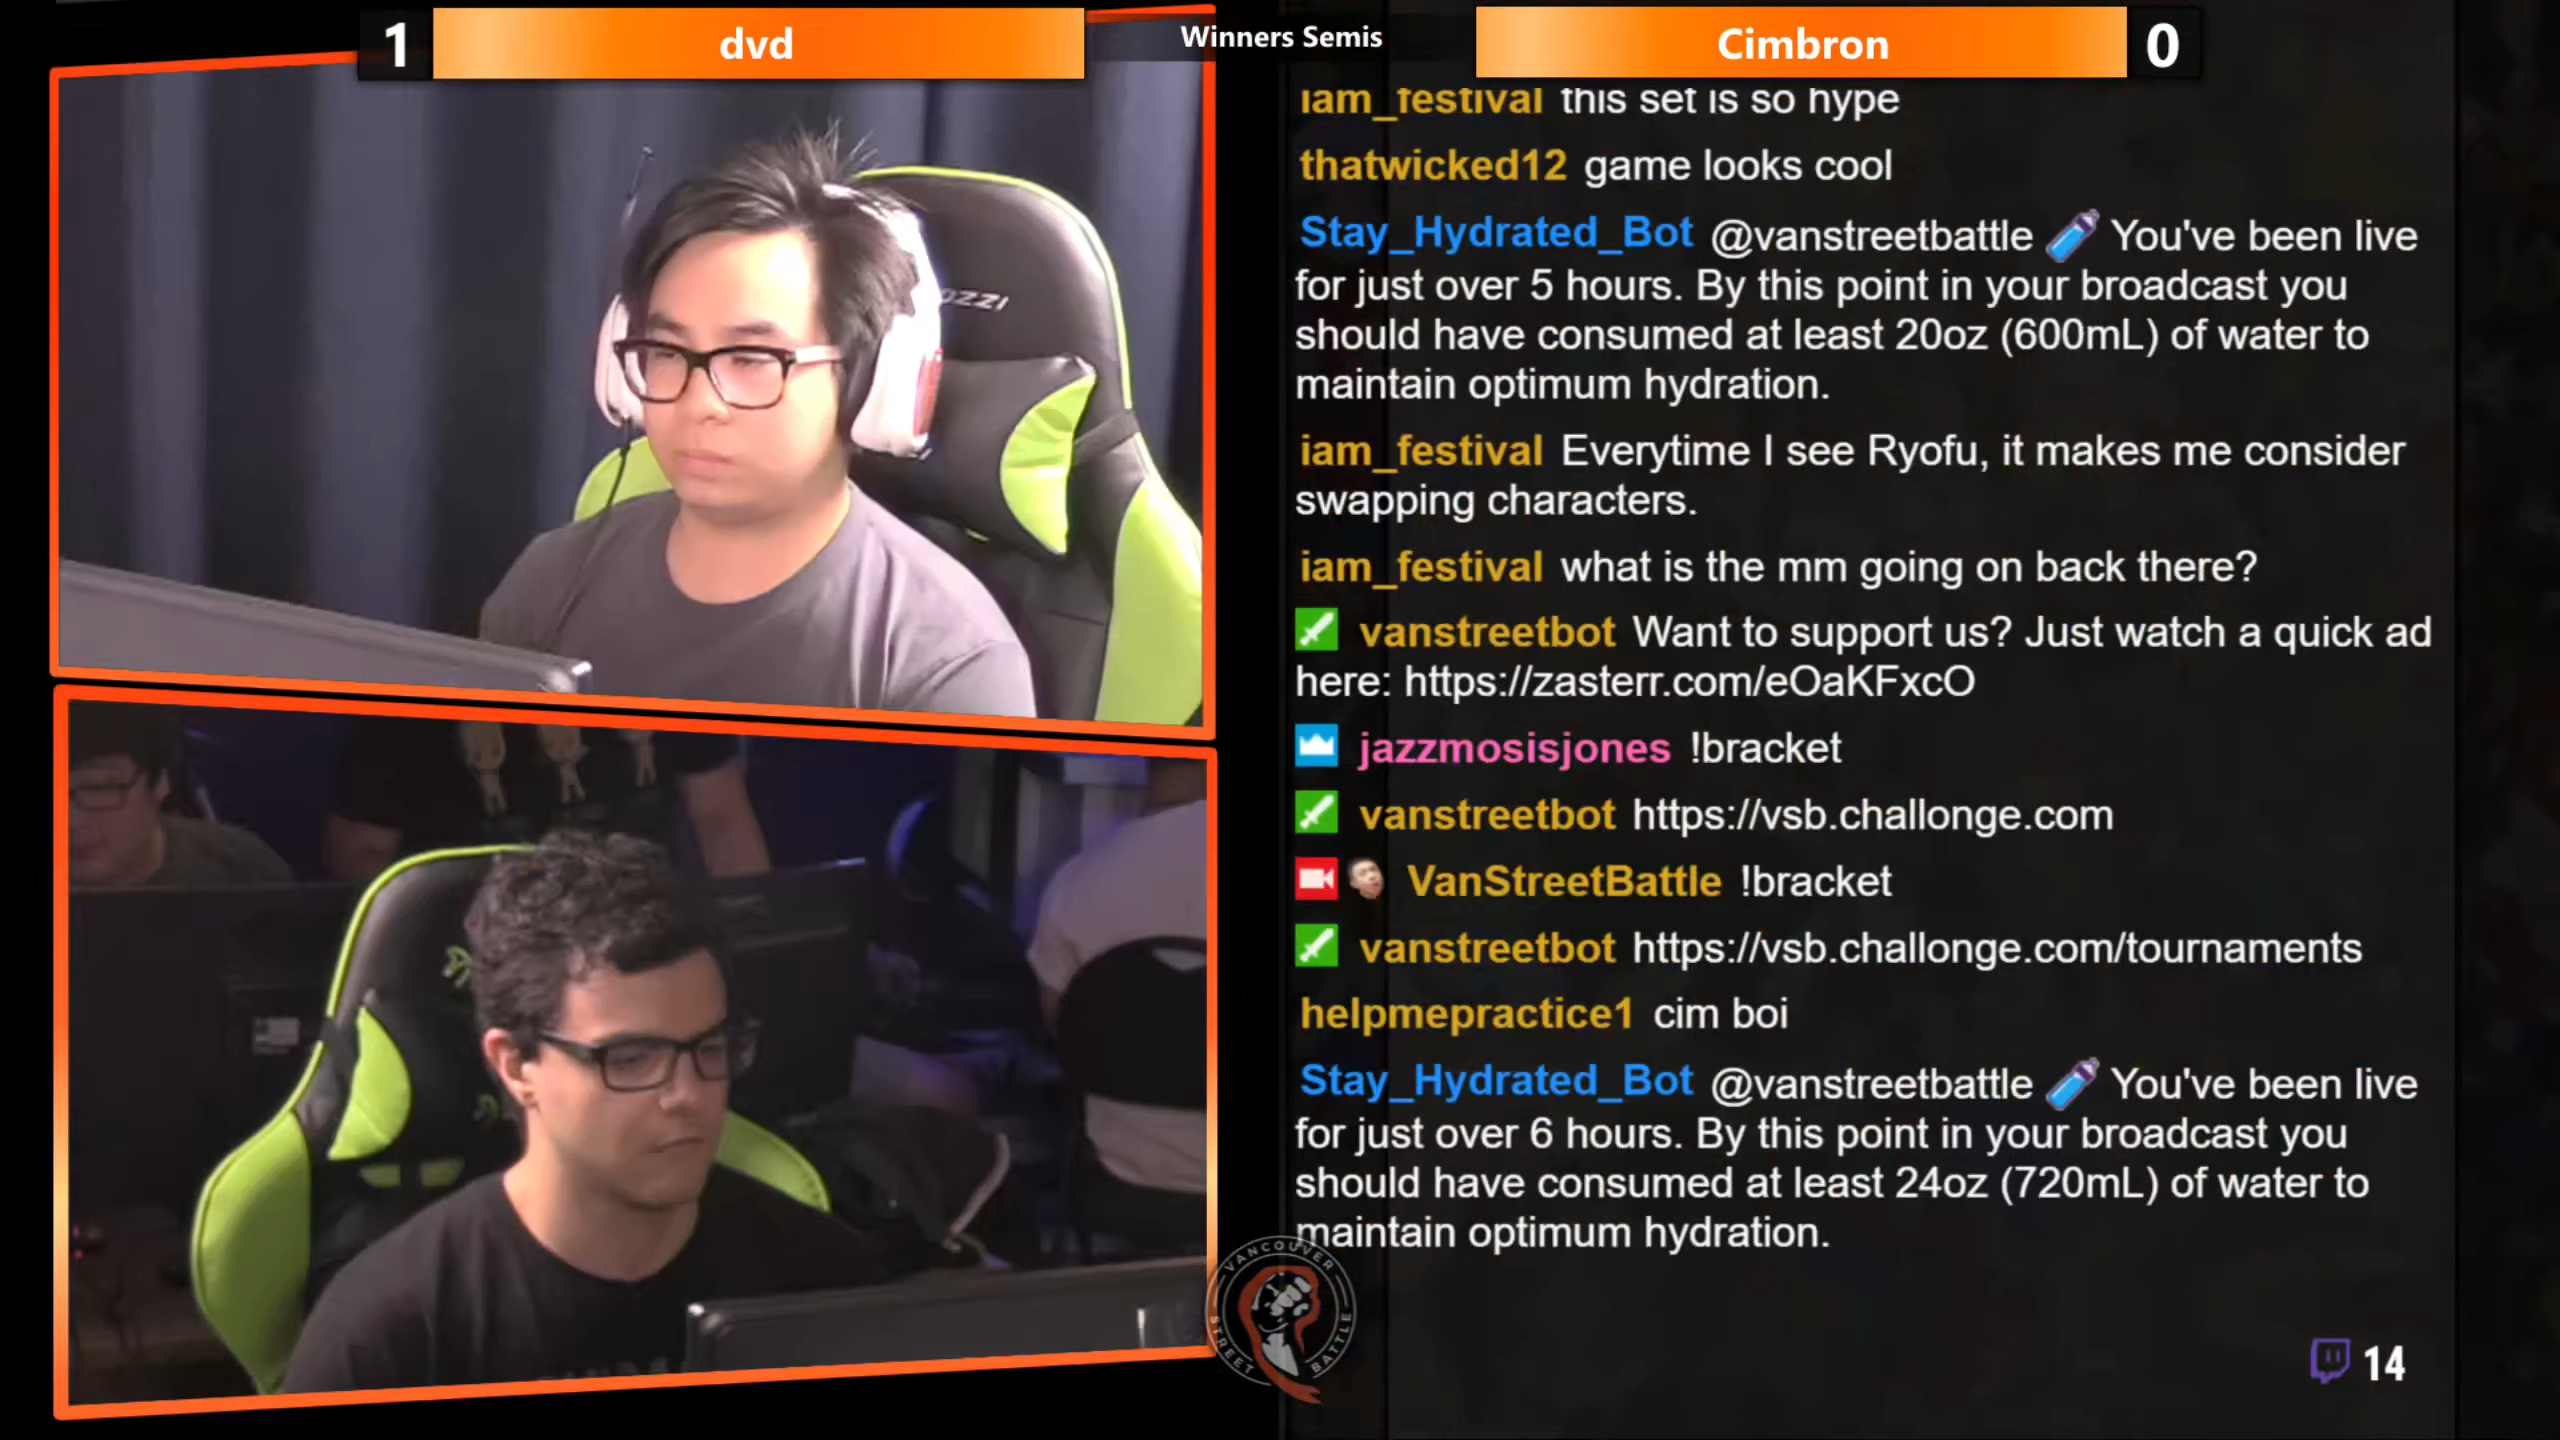 1 dvd Winners Semis Cimbron 0
iam_festival this set is so hype
thatwicked12 game looks cool
Stay_Hydrated_Bot @vanstreetbattle You've been live
for just over 5 hours. By this point in your broadcast you
should have consumed at least 20oz (600mL) of water to
maintain optimum hydration.
iam_festival Everytime I see Ryofu, it makes me consider
swapping characters.
iam_festival what is the mm going on back there?
vanstreetbot Want to support us? Just watch a quick ad
here: https://zasterr.com/eOaKFxcO
jazzmosisjones !bracket
vanstreetbot https://vsb.challonge.com
VanStreetBattle !bracket
vanstreetbot https://vsb.challonge.com/tournaments
helpmepractice1 cim boi
Stay_Hydrated_Bot @vanstreetbattle You've been live
for just over 6 hours. By this point in your broadcast you
should have consumed at least 24oz (720mL) of water to
maintain optimum hydration.
VANCOUVER
STREET BATTLE
14